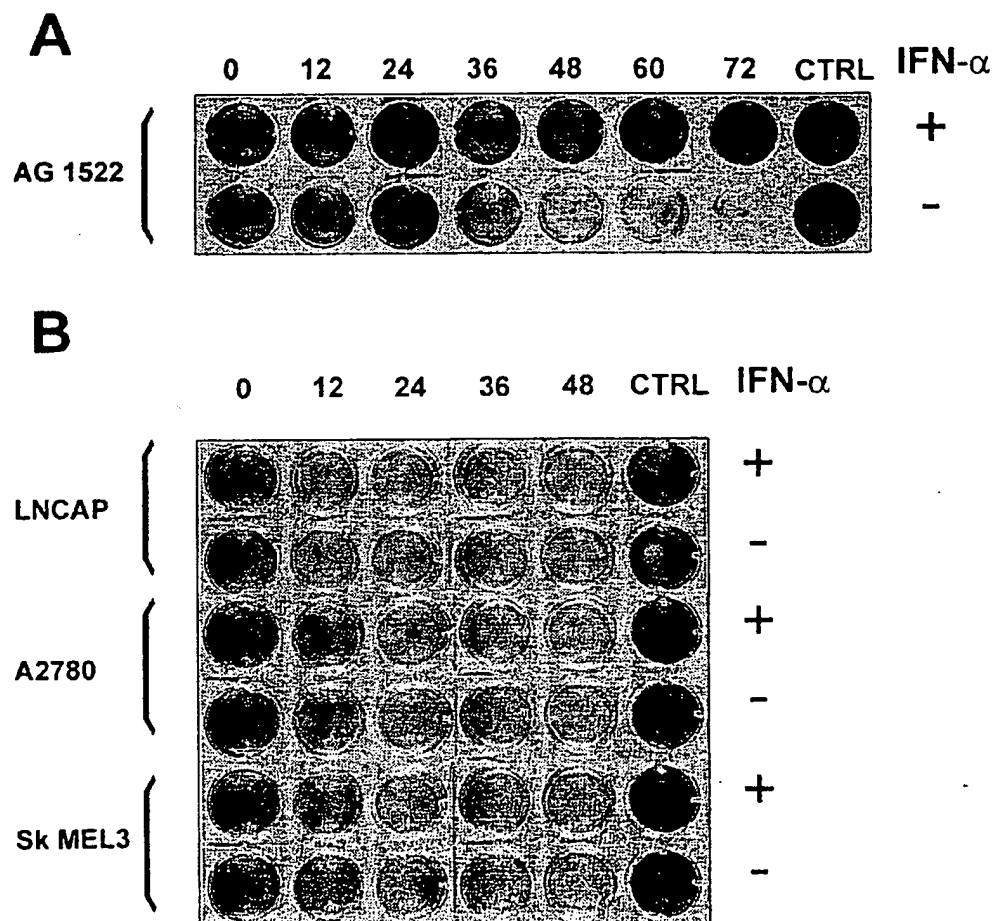 A
0 12 24 36 48 60 72 CTRL IFN-α
AG 1522
+
-
B
0 12 24 36 48 CTRL IFN-α
LNCAP
+
-
A2780
+
-
Sk MEL3
+
-